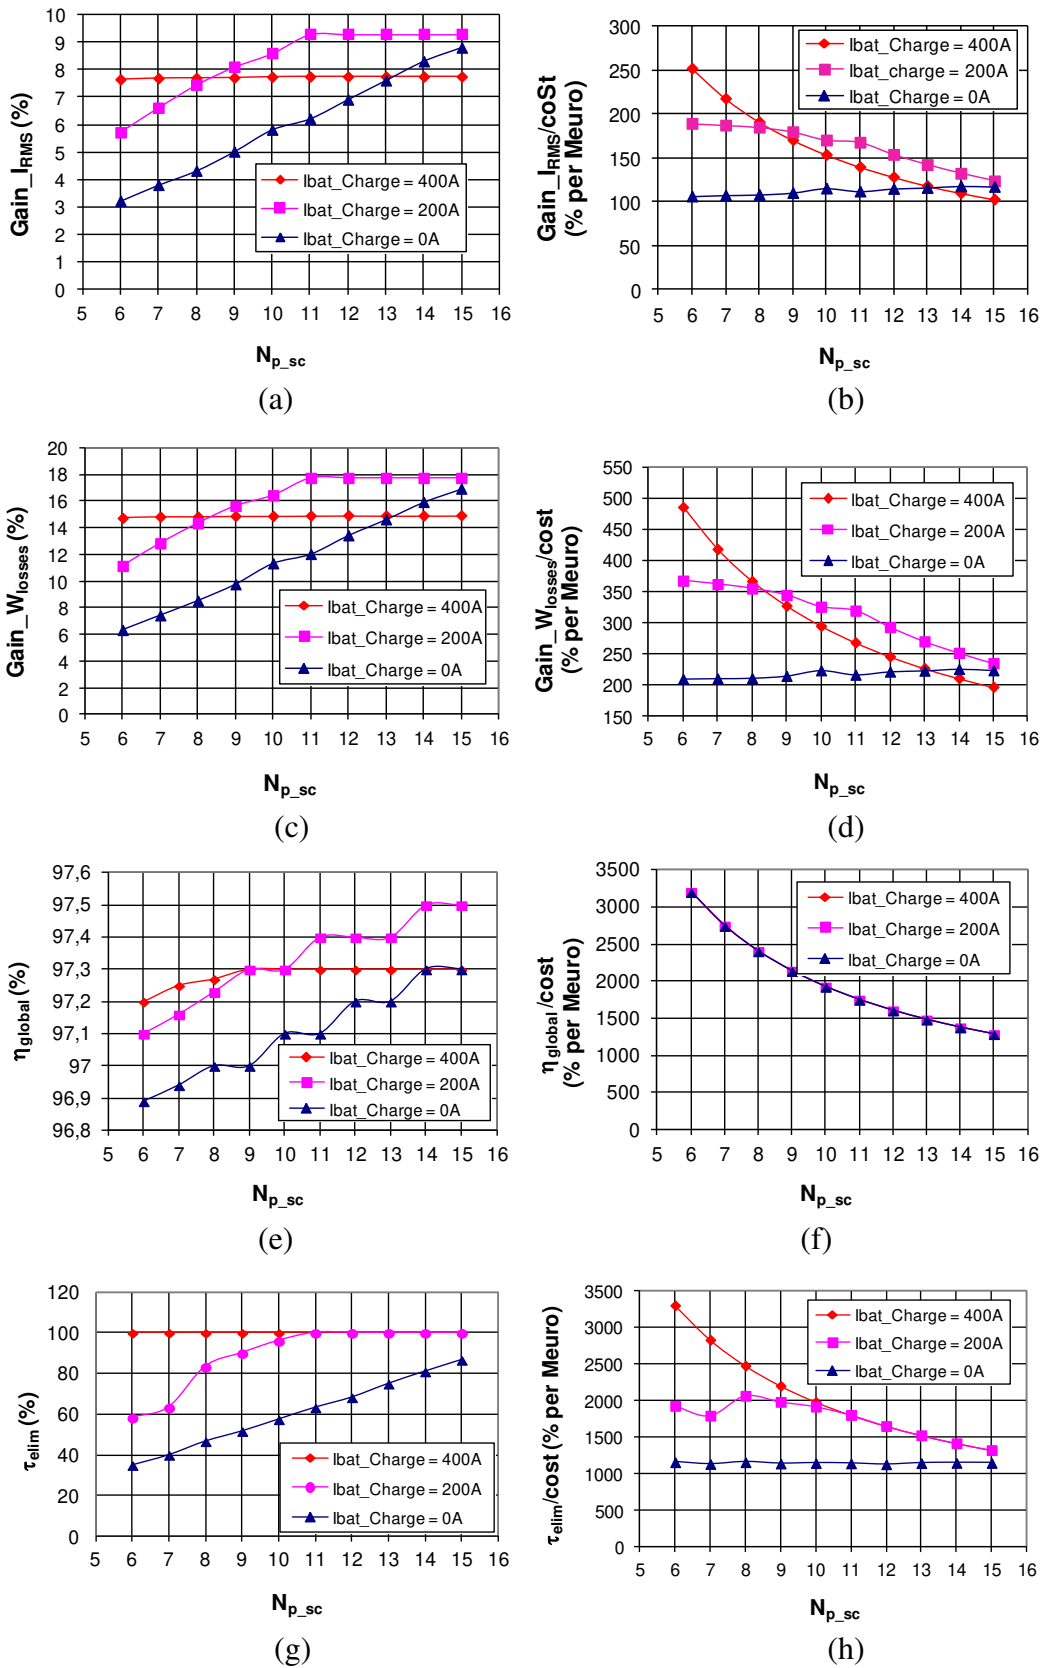 Gain_IRMS (%)
10
9
8
7
6
5
4
3
2
1
0
Ibat_Charge = 400A
Ibat_Charge = 200A
Ibat_Charge = 0A
5 6 7 8 9 10 11 12 13 14 15 16
Np_sc
(a)
Gain_IRMS/coSt
(% per Meuro)
300
250
200
150
100
50
0
Ibat_Charge = 400A
Ibat_charge = 200A
Ibat_Charge = 0A
5 6 7 8 9 10 11 12 13 14 15 16
Np_sc
(b)
Gain_Wlosses (%)
20
18
16
14
12
10
8
6
4
2
0
Ibat_Charge = 400A
Ibat_Charge = 200A
Ibat_Charge = 0A
5 6 7 8 9 10 11 12 13 14 15 16
Np_sc
(c)
Gain_Wlosses/cost
(% per Meuro)
550
500
450
400
350
300
250
200
150
Ibat_Charge = 400A
Ibat_Charge = 200A
Ibat_Charge = 0A
5 6 7 8 9 10 11 12 13 14 15 16
Np_sc
(d)
ηglobal (%)
97,6
97,5
97,4
97,3
97,2
97,1
97
96,9
96,8
Ibat_Charge = 400A
Ibat_Charge = 200A
Ibat_Charge = 0A
5 6 7 8 9 10 11 12 13 14 15 16
Np_sc
(e)
ηglobal/cost
(% per Meuro)
3500
3000
2500
2000
1500
1000
500
0
Ibat_Charge = 400A
Ibat_Charge = 200A
Ibat_Charge = 0A
5 6 7 8 9 10 11 12 13 14 15 16
Np_sc
(f)
τelim (%)
120
100
80
60
40
20
0
Ibat_Charge = 400A
Ibat_Charge = 200A
Ibat_Charge = 0A
5 6 7 8 9 10 11 12 13 14 15 16
Np_sc
(g)
τelim/cost (% per Meuro)
3500
3000
2500
2000
1500
1000
500
0
Ibat_Charge = 400A
Ibat_Charge = 200A
Ibat_Charge = 0A
5 6 7 8 9 10 11 12 13 14 15 16
Np_sc
(h)